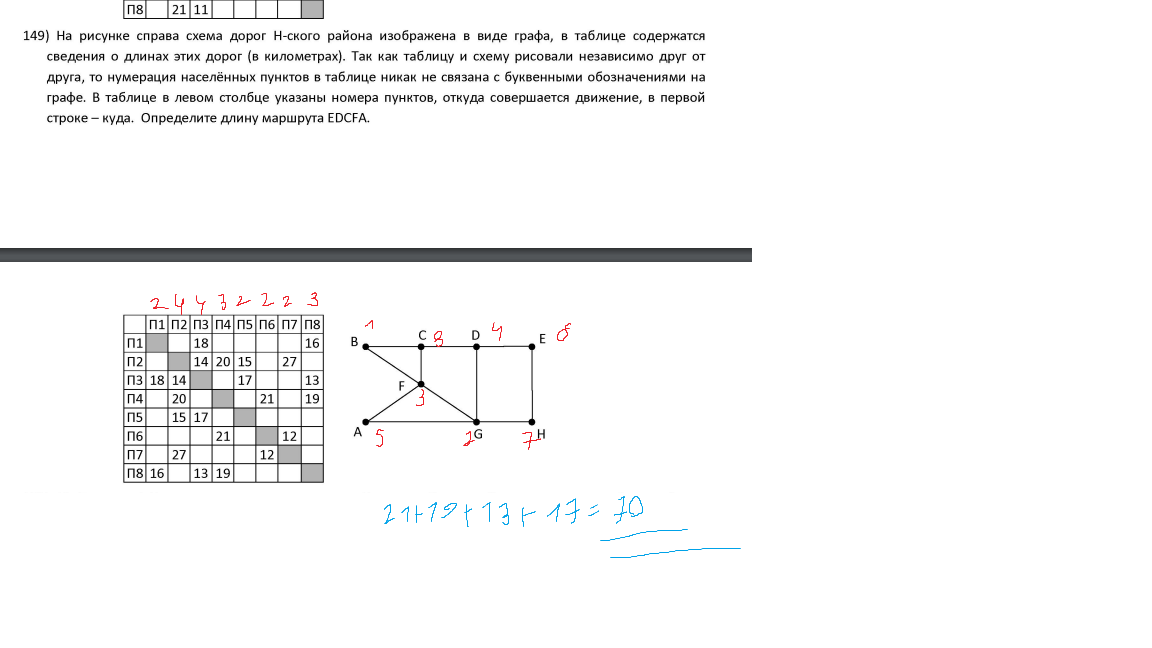 П8 21 11
149) На рисунке справа схема дорог Н-ского района изображена в виде графа, в таблице содержатся
сведения о длинах этих дорог (в километрах). Так как таблицу и схему рисовали независимо друг от
друга, то нумерация населённых пунктов в таблице никак не связана с буквенными обозначениями на
графе. В таблице в левом столбце указаны номера пунктов, откуда совершается движение, в первой
строке – куда. Определите длину маршрута EDCFA.
2 4 4 3 2 2 2 3
П1 П2 П3 П4 П5 П6 П7 П8
П1 18 16
П2 14 20 15 27
П3 18 14 17 13
П4 20 21 19
П5 15 17
П6 21 12
П7 27 12
П8 16 13 19
1
B C 8 D 4 E 6
F
3
A 5 2 G 7 H
21+19+13+17=70